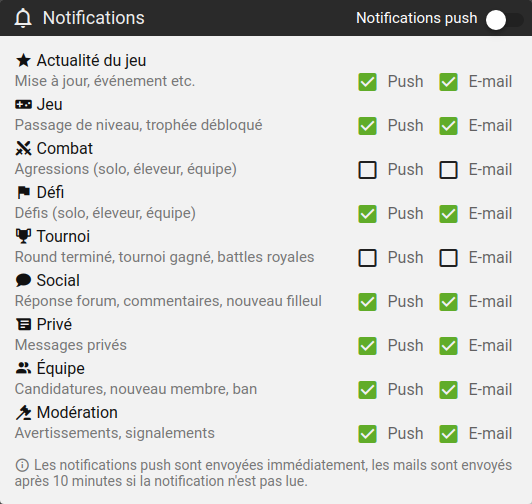 Notifications
Notifications push
Actualité du jeu
Mise à jour, événement etc. Push E-mail
Jeu
Passage de niveau, trophée débloqué Push E-mail
Combat
Agressions (solo, éleveur, équipe) Push E-mail
Défi
Défis (solo, éleveur, équipe) Push E-mail
Tournoi
Round terminé, tournoi gagné, battles royales Push E-mail
Social
Réponse forum, commentaires, nouveau filleul Push E-mail
Privé
Messages privés Push E-mail
Équipe
Candidatures, nouveau membre, ban Push E-mail
Modération
Avertissements, signalements Push E-mail
Les notifications push sont envoyées immédiatement, les mails sont envoyés
après 10 minutes si la notification n'est pas lue.